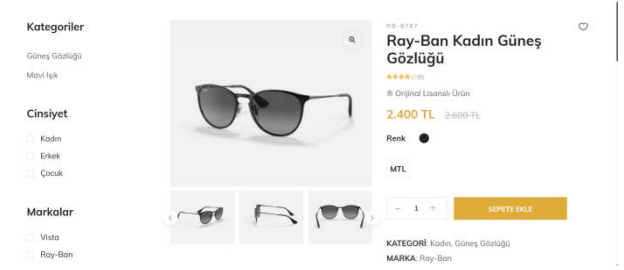 Kategoriler
Güneş Gözlüğü
Mavi Işık
Cinsiyet
Kadın
Erkek
Çocuk
Markalar
Vista
Ray-Ban
RB-9787
Ray-Ban Kadın Güneş
Gözlüğü
(5)
® Orijinal Lisanslı Ürün
2.400 TL 2.600 TL
Renk
MTL
- 1 +
SEPETE EKLE
KATEGORİ: Kadın, Güneş Gözlüğü
MARKA: Ray-Ban